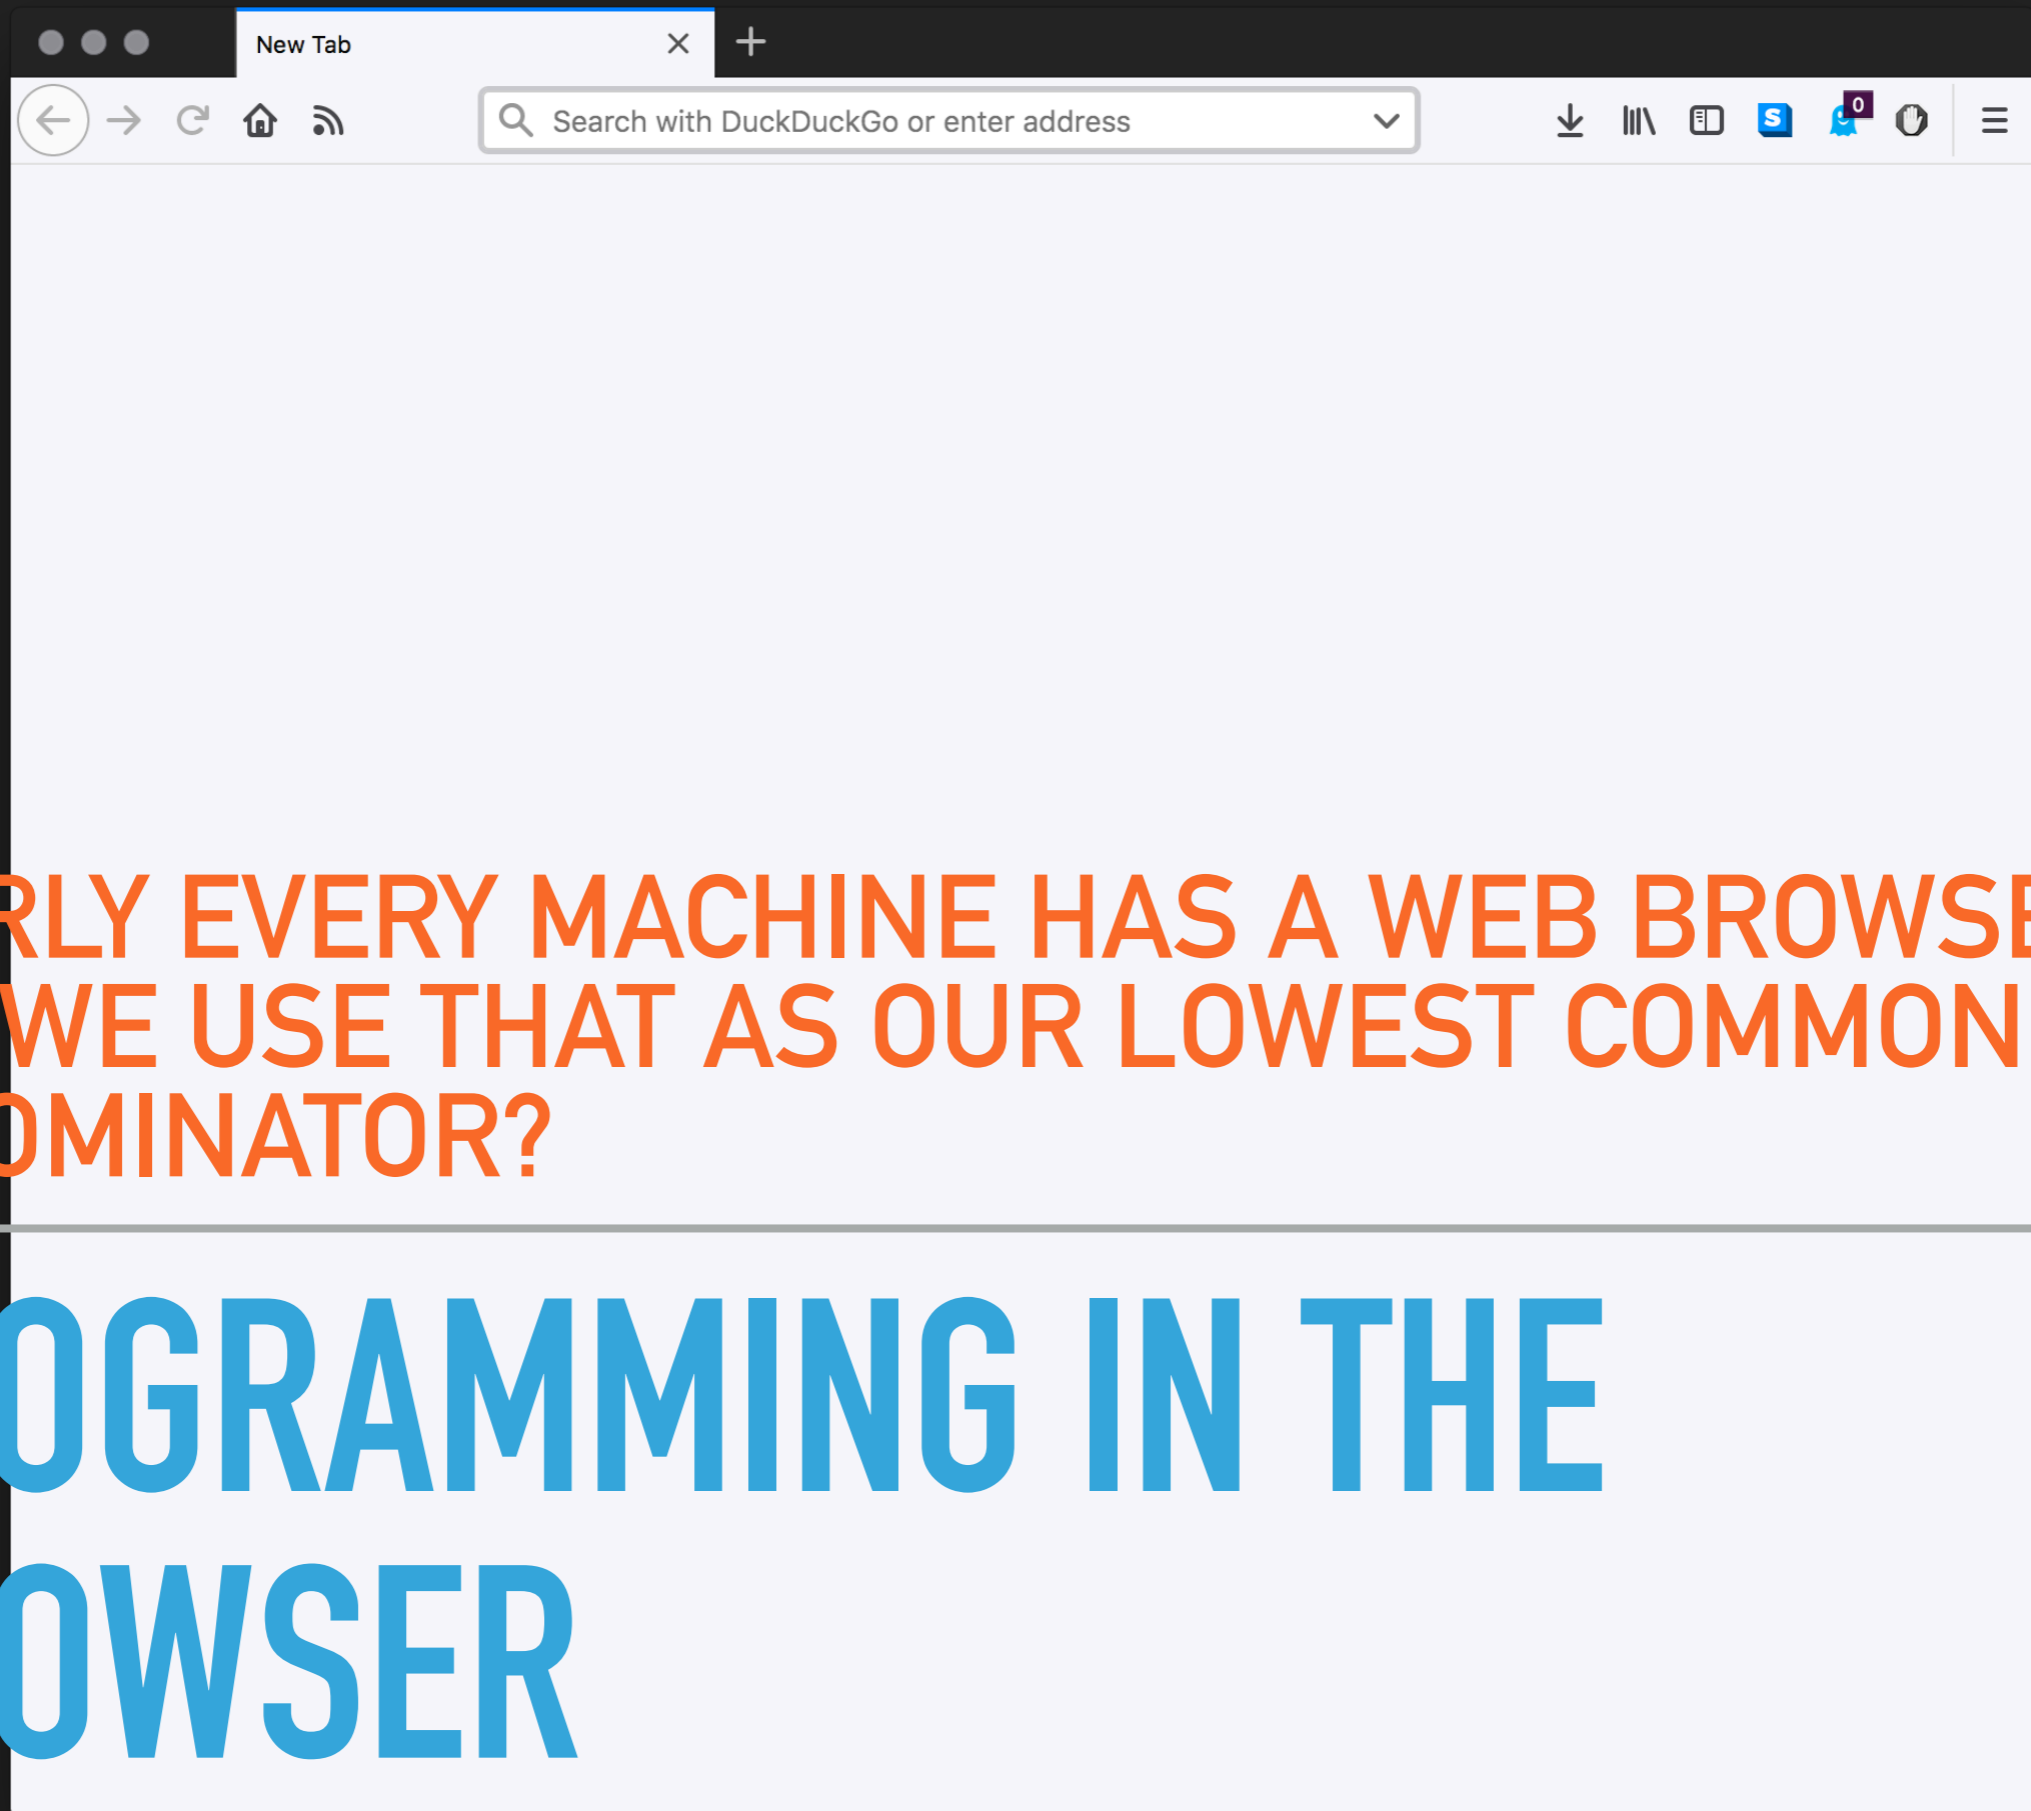 New Tab
Search with DuckDuckGo or enter address
S
0
RLY EVERY MACHINE HAS A WEB BROWSE
WE USE THAT AS OUR LOWEST COMMON
OMINATOR?
OGRAMMING IN THE
OWSER